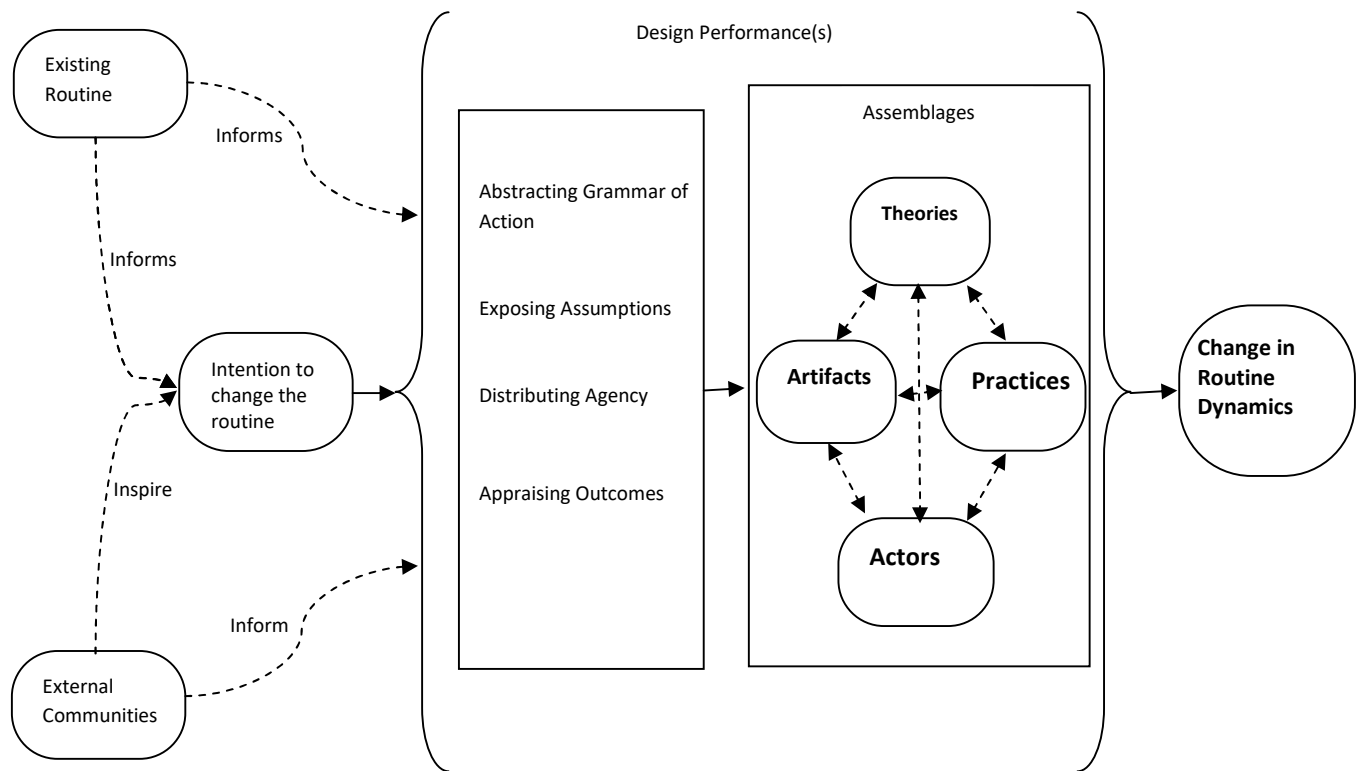 Design Performance(s)
Existing
Routine
Informs
Informs
Intention to
change the
routine
Inspire
Inform
External
Communities
Abstracting Grammar of
Action
Exposing Assumptions
Distributing Agency
Appraising Outcomes
Assemblages
Theories
Artifacts
Practices
Actors
Change in
Routine
Dynamics